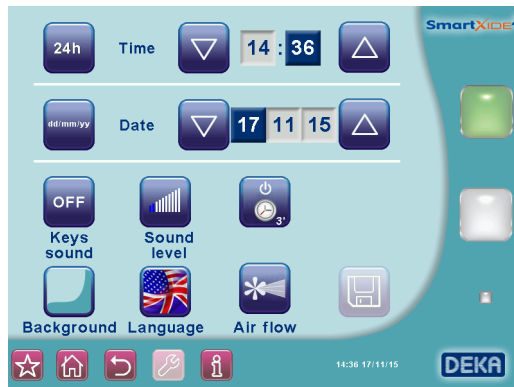 SmartXIDE²
24h Time 14 : 36
dd/mm/yy Date 17 11 15
OFF
3'
Keys sound
Sound level
Background Language Air flow
14:36 17/11/15
DEKA